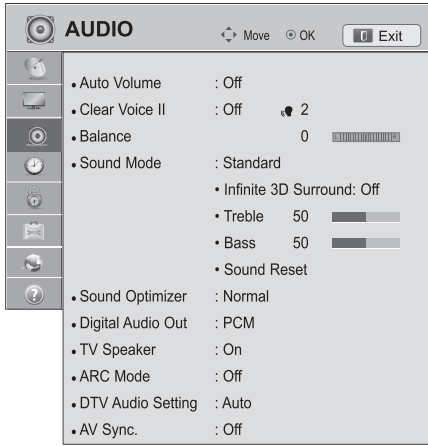 AUDIO Move OK Exit
• Auto Volume : Off
• Clear Voice II : Off 2
• Balance 0 L R
• Sound Mode : Standard
• Infinite 3D Surround: Off
• Treble 50
• Bass 50
• Sound Reset
• Sound Optimizer : Normal
• Digital Audio Out : PCM
• TV Speaker : On
• ARC Mode : Off
• DTV Audio Setting : Auto
• AV Sync. : Off
?